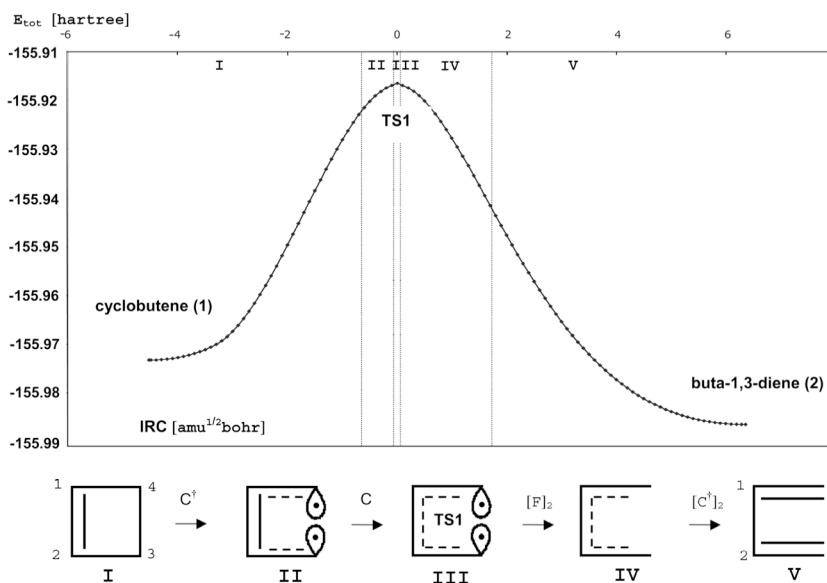 E_tot [hartree]
-6 -4 -2 0 2 4 6
-155.91
I II III IV V
-155.92
TS1
-155.93
-155.94
-155.95
-155.96
cyclobutene (1)
-155.97
buta-1,3-diene (2)
-155.98
IRC [amu^1/2 bohr]
-155.99
1 4 C† C [F]₂ [C†]₂ 1
TS1
2 3 2
I II III IV V